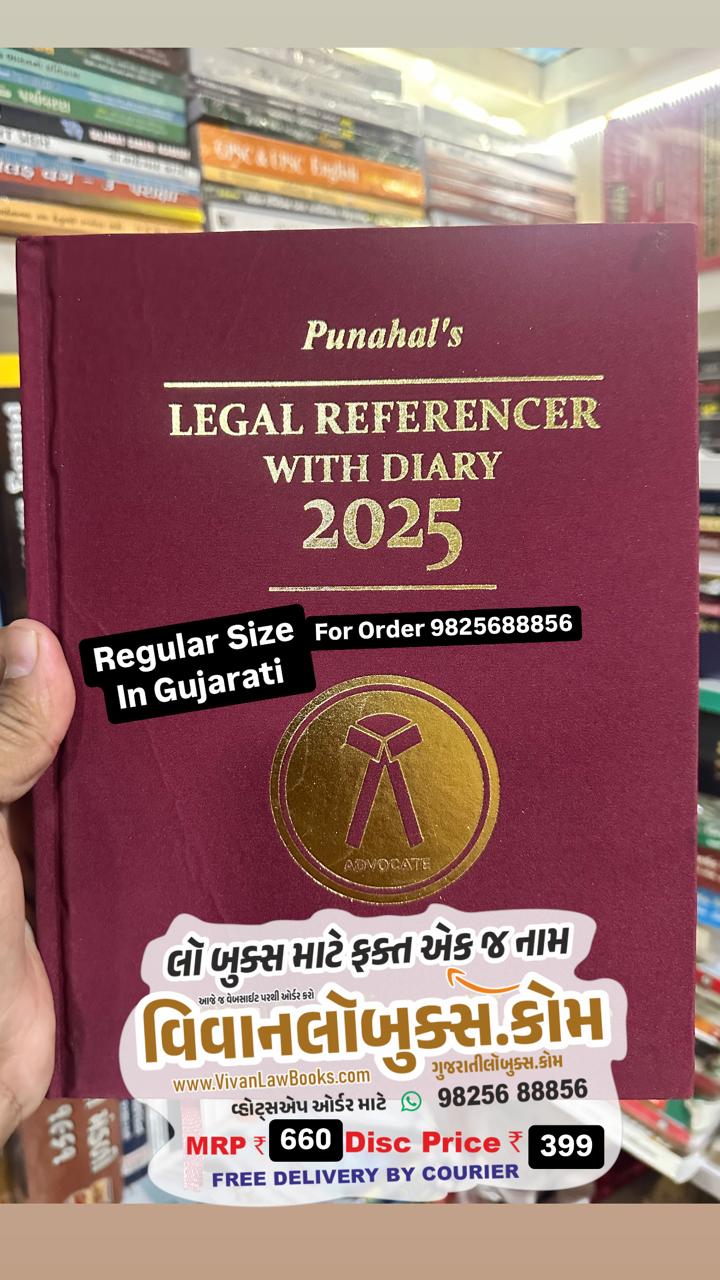 GPSC & UPSC English
Punahal's
LEGAL REFERENCER
WITH DIARY
2025
Regular Size
In Gujarati
For Order 9825688856
ADVOCATE
લૉ બુક્સ માટે ફક્ત એક જ નામ
આજે જ વેબસાઈટ પરથી ઓર્ડર કરો
વિવાનલૉબુક્સ.કોમ
ગુજરાતીલૉબુક્સ.કોમ
www.VivanLawBooks.com
વ્હોટ્સએપ ઓર્ડર માટે 98256 88856
MRP ₹ 660 Disc Price ₹ 399
FREE DELIVERY BY COURIER